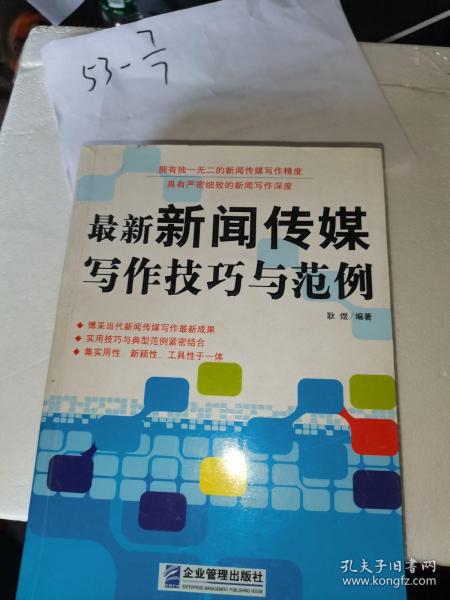 53-7/7
拥有独一无二的新闻传媒写作精度
具有严密细致的新闻写作深度
最新新闻传媒
写作技巧与范例
耿煜/编著
◆博采当代新闻传媒写作最新成果
◆实用技巧与典型范例紧密结合
◆集实用性、新颖性、工具性于一体
企业管理出版社
ENTERPRISE MANAGEMENT PUBLISHING HOUSE
孔夫子旧书网
www.kongfz.com